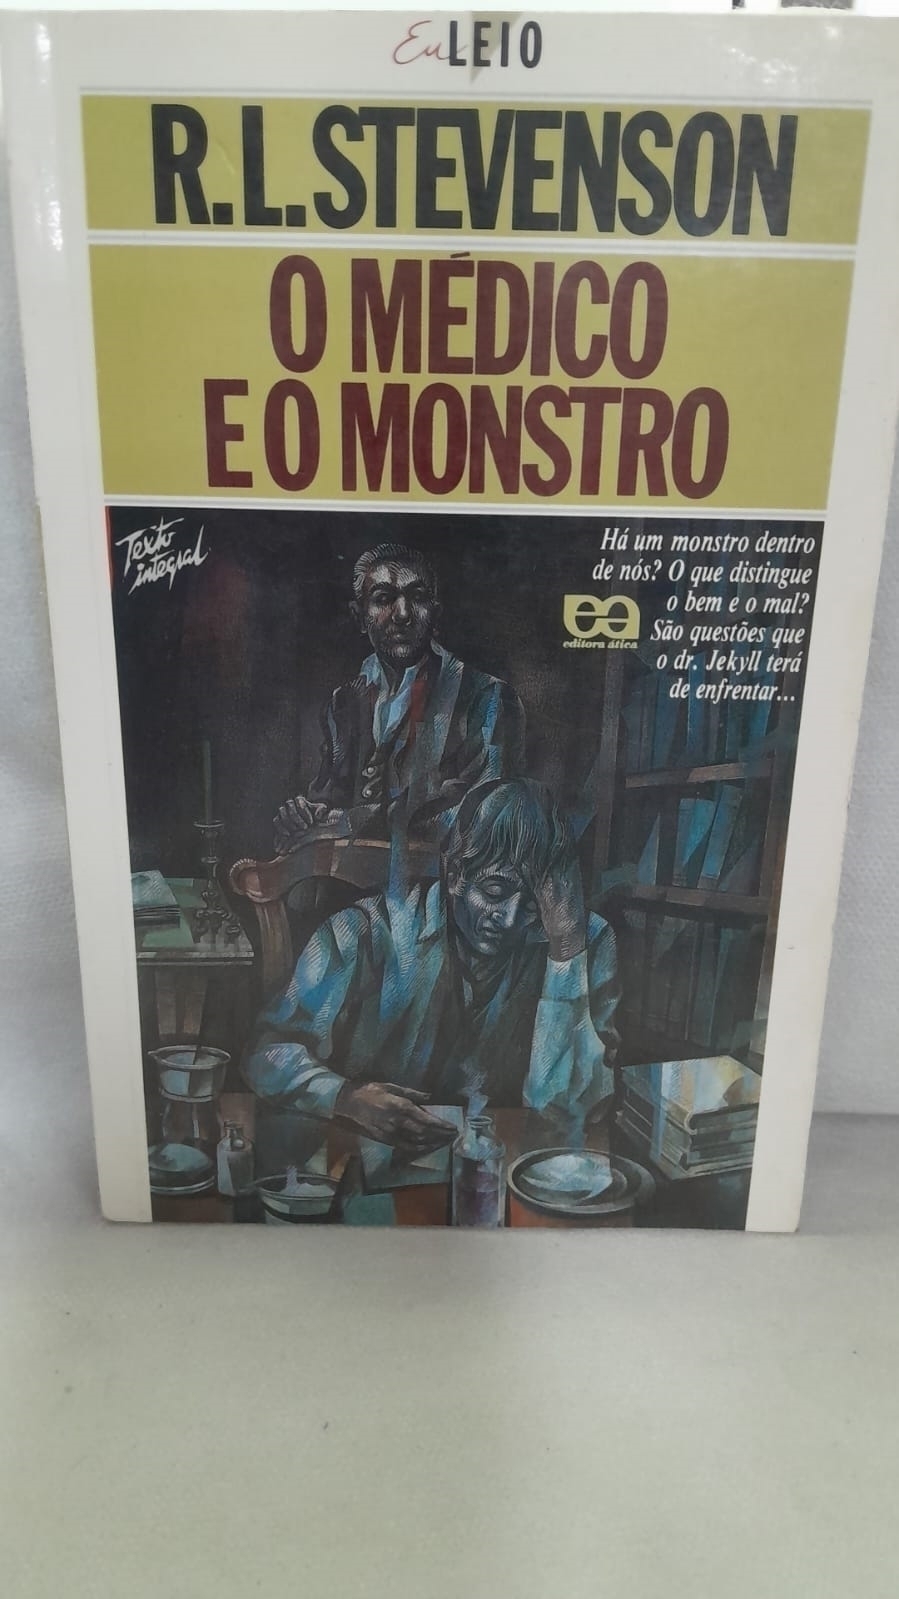 Eu LEIO
R.L.STEVENSON
O MÉDICO
E O MONSTRO
Texto
integral
Há um monstro dentro
de nós? O que distingue
o bem e o mal?
São questões que
o dr. Jekyll terá
de enfrentar...
ea
editora ática